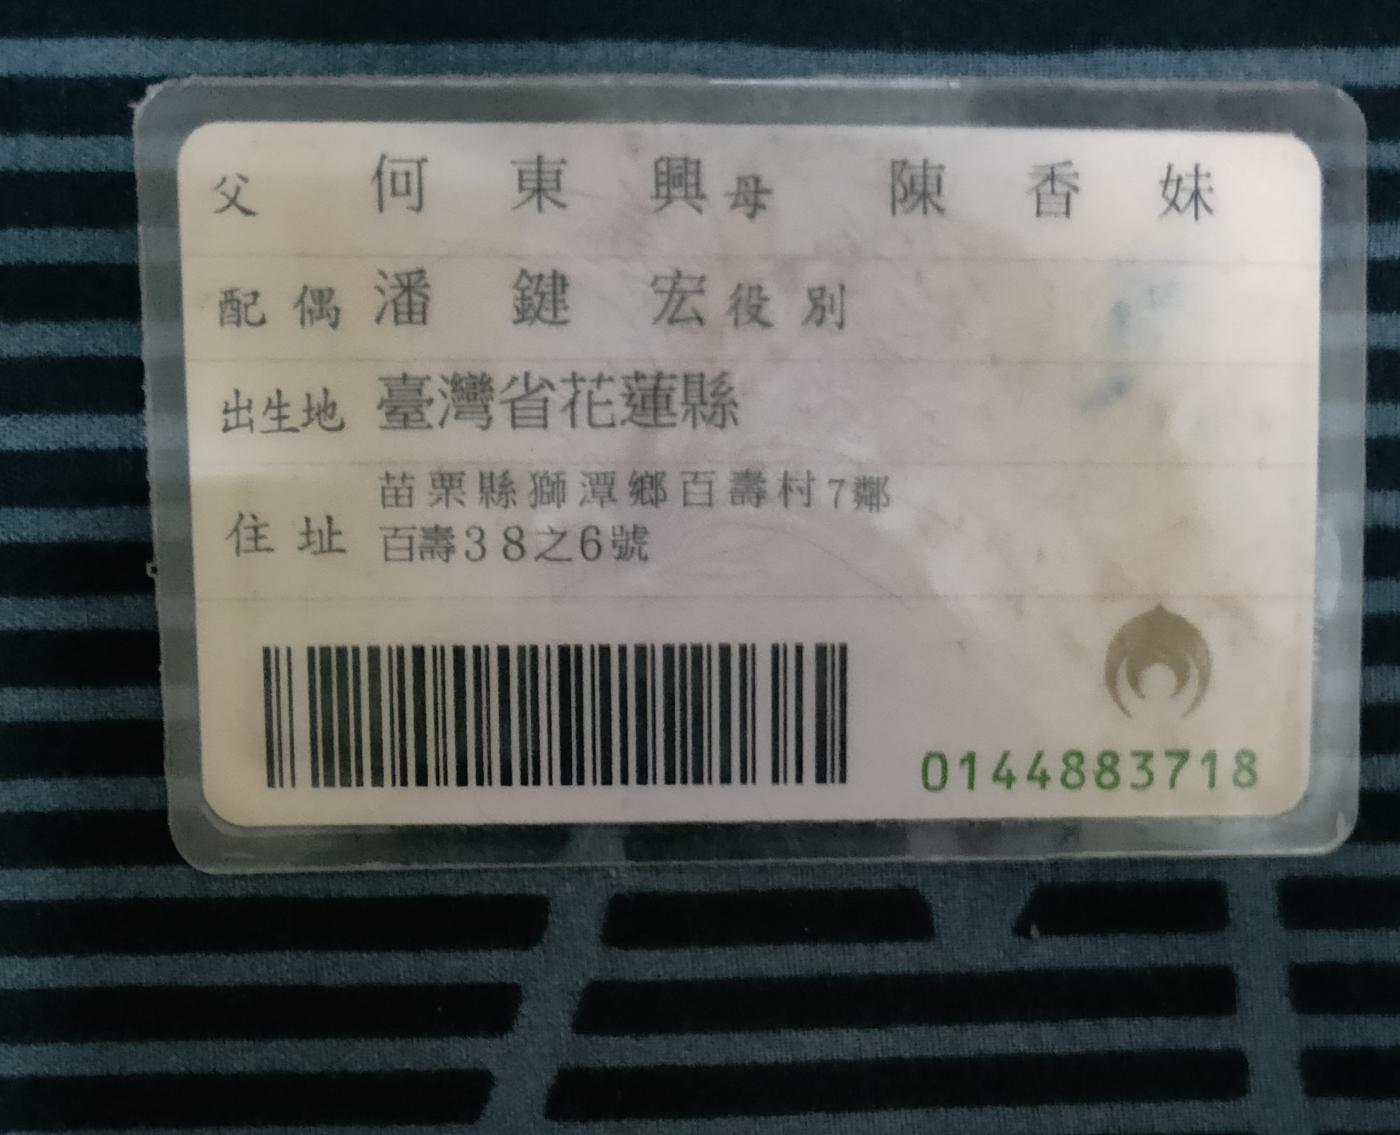 父 何東興 母 陳香妹
配偶 潘鍵宏 役別
出生地 臺灣省花蓮縣
住址 苗栗縣獅潭鄉百壽村7鄰
百壽38之6號
0144883718